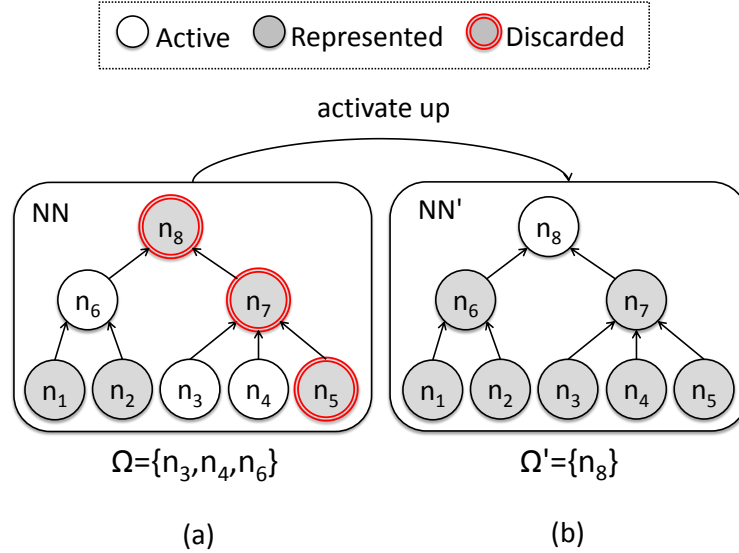 Active Represented Discarded
activate up
NN NN'
n₈ n₈
n₆ n₇ n₆ n₇
n₁ n₂ n₃ n₄ n₅ n₁ n₂ n₃ n₄ n₅
Ω={n₃,n₄,n₆} Ω'={n₈}
(a) (b)